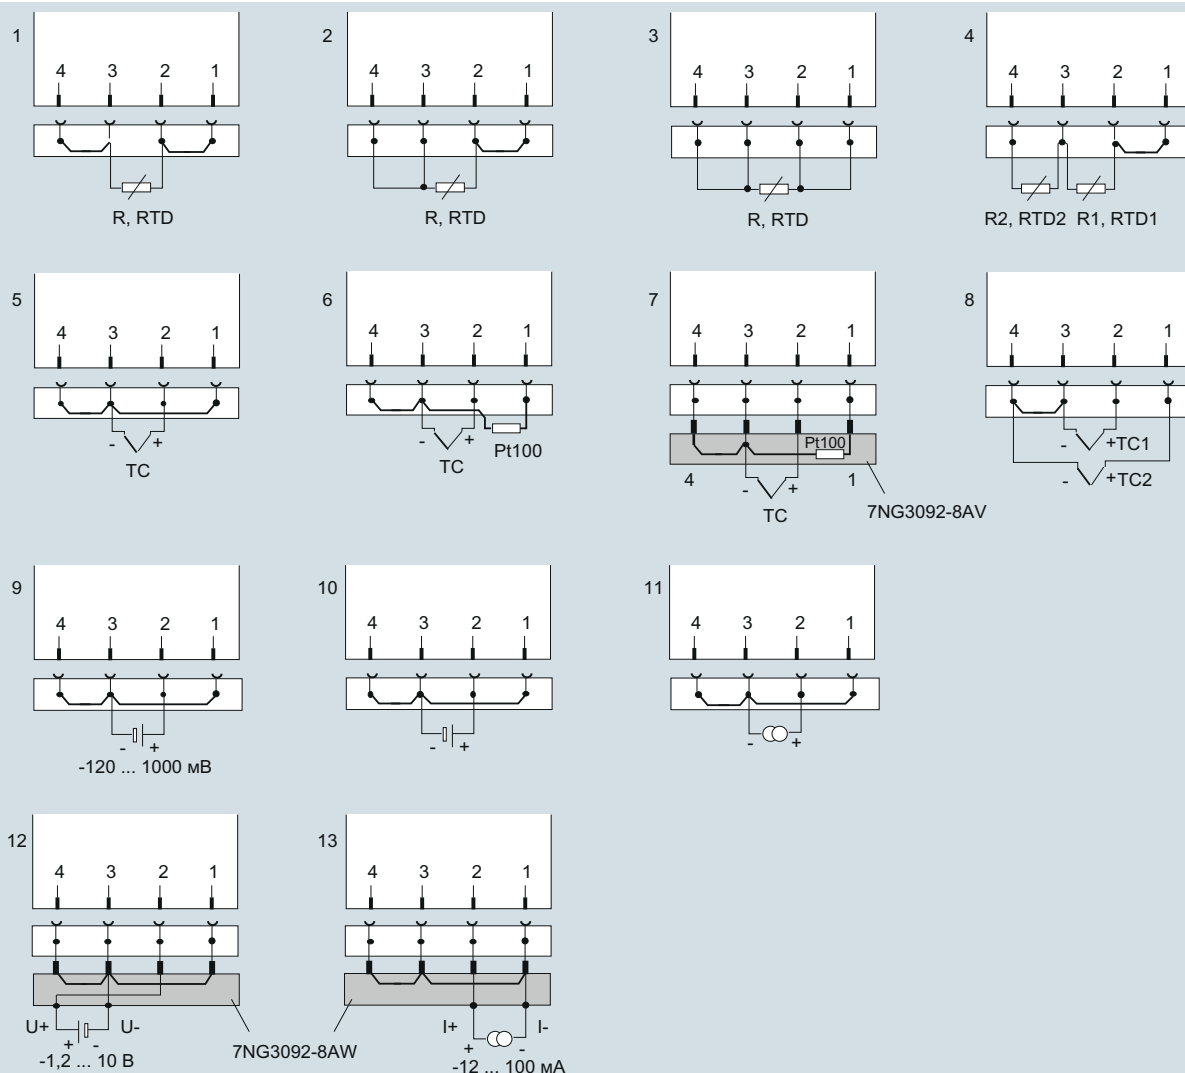 1
4 3 2 1
R, RTD
2
4 3 2 1
R, RTD
3
4 3 2 1
R, RTD
4
4 3 2 1
R2, RTD2 R1, RTD1
5
4 3 2 1
- +
TC
6
4 3 2 1
- +
TC
Pt100
7
4 3 2 1
Pt100
4 - + 1
TC
7NG3092-8AV
8
4 3 2 1
- +TC1
- +TC2
9
4 3 2 1
- +
-120 ... 1000 мВ
10
4 3 2 1
- +
11
4 3 2 1
- +
12
4 3 2 1
U+ U-
+ -
-1,2 ... 10 В
7NG3092-8AW
13
4 3 2 1
I+ I-
+ -
-12 ... 100 мА